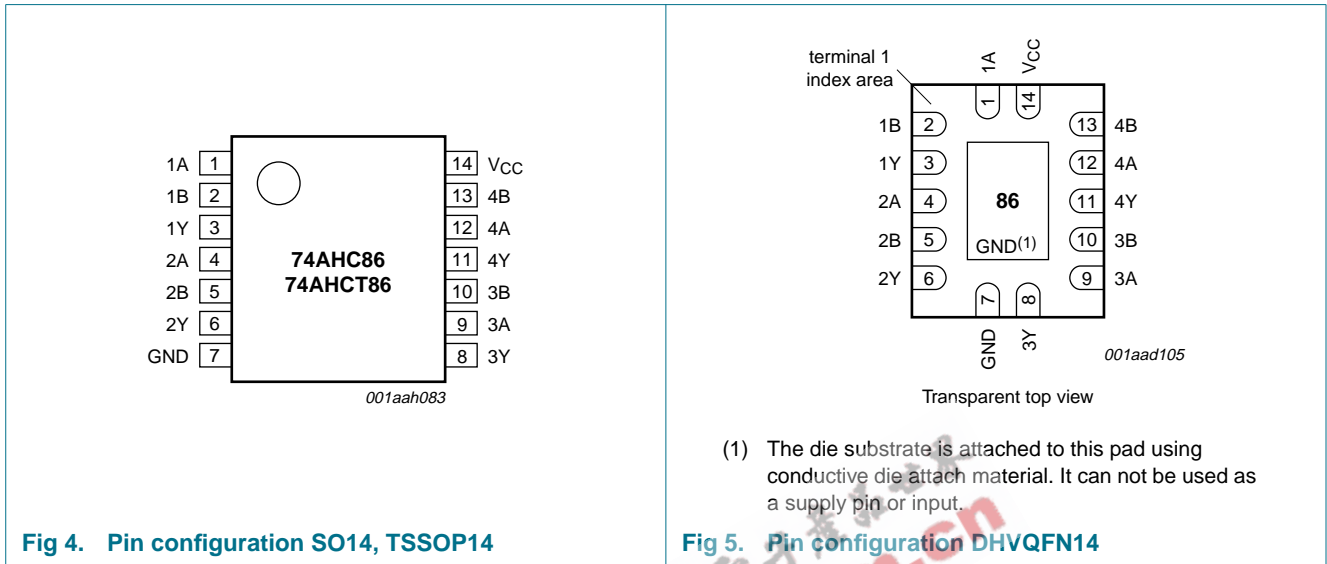 1A 1
1B 2
1Y 3
2A 4
2B 5
2Y 6
GND 7
74AHC86
74AHCT86
14 VCC
13 4B
12 4A
11 4Y
10 3B
9 3A
8 3Y
001aah083
Fig 4. Pin configuration SO14, TSSOP14
terminal 1
index area
1A
VCC
1
14
1B 2
1Y 3
2A 4
2B 5
2Y 6
86
GND(1)
13 4B
12 4A
11 4Y
10 3B
9 3A
7
8
GND
3Y
001aad105
Transparent top view
(1) The die substrate is attached to this pad using
conductive die attach material. It can not be used as
a supply pin or input.
Fig 5. Pin configuration DHVQFN14
.cn